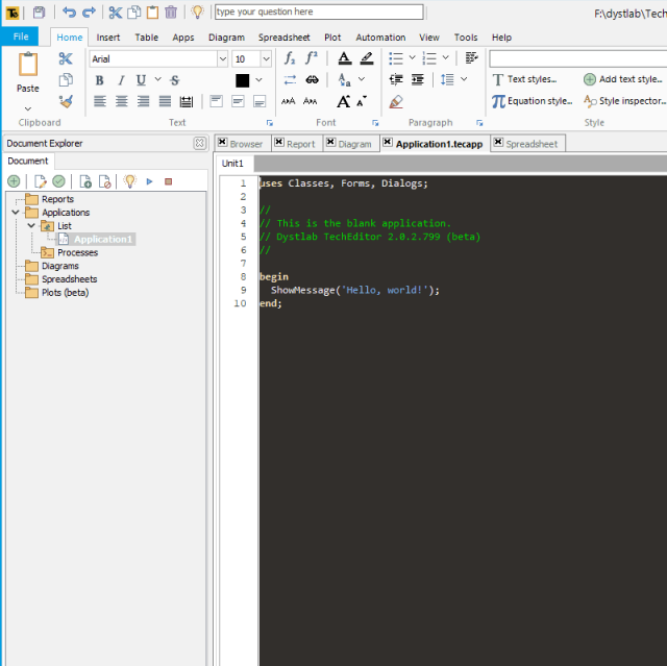 type your question here
F:\dystlab\Tech
File Home Insert Table Apps Diagram Spreadsheet Plot Automation View Tools Help
Arial 10
Paste
Text styles... Add text style...
Equation style... Style inspector...
Clipboard Text Font Paragraph Style
Document Explorer
Browser Report Diagram Application1.tecapp Spreadsheet
Document
Unit1
Reports
Applications
List
Application1
Processes
Diagrams
Spreadsheets
Plots (beta)
1 uses Classes, Forms, Dialogs;
2
3 //
4 // This is the blank application.
5 // Dystlab TechEditor 2.0.2.799 (beta)
6 //
7
8 begin
9 ShowMessage('Hello, world!');
10 end;